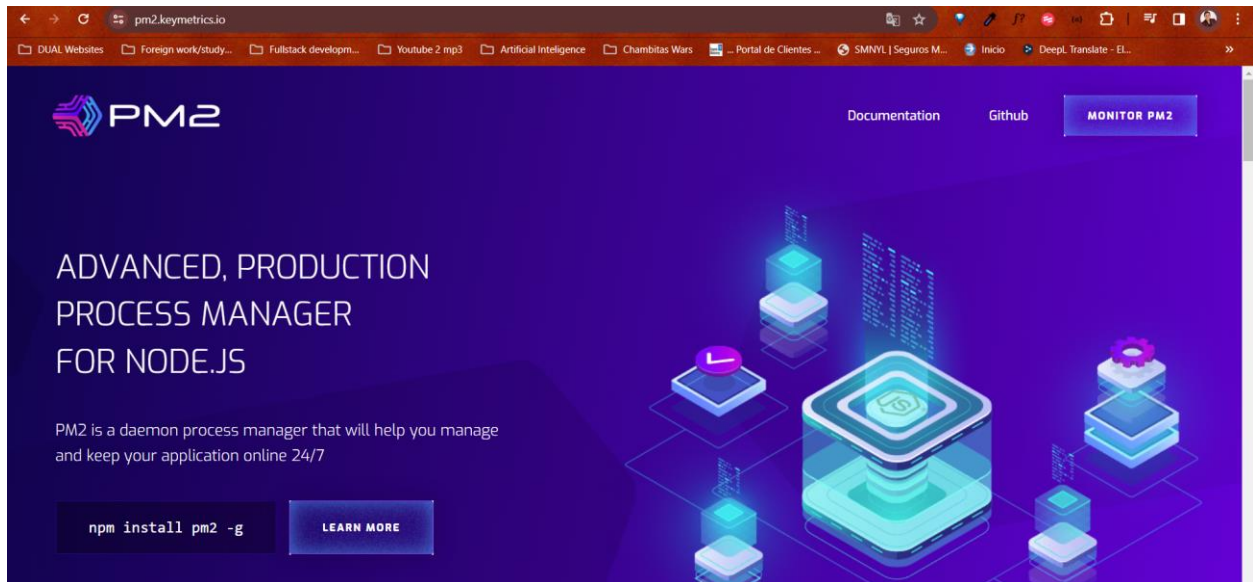 pm2.keymetrics.io
DUAL Websites
Foreign work/study...
Fullstack developm...
Youtube 2 mp3
Artificial Inteligence
Chambitas Wars
... Portal de Clientes ...
SMNYL | Seguros M...
Inicio
DeepL Translate - El...
»
PM2
Documentation
Github
MONITOR PM2
ADVANCED, PRODUCTION
PROCESS MANAGER
FOR NODE.JS
PM2 is a daemon process manager that will help you manage
and keep your application online 24/7
npm install pm2 -g
LEARN MORE
JS